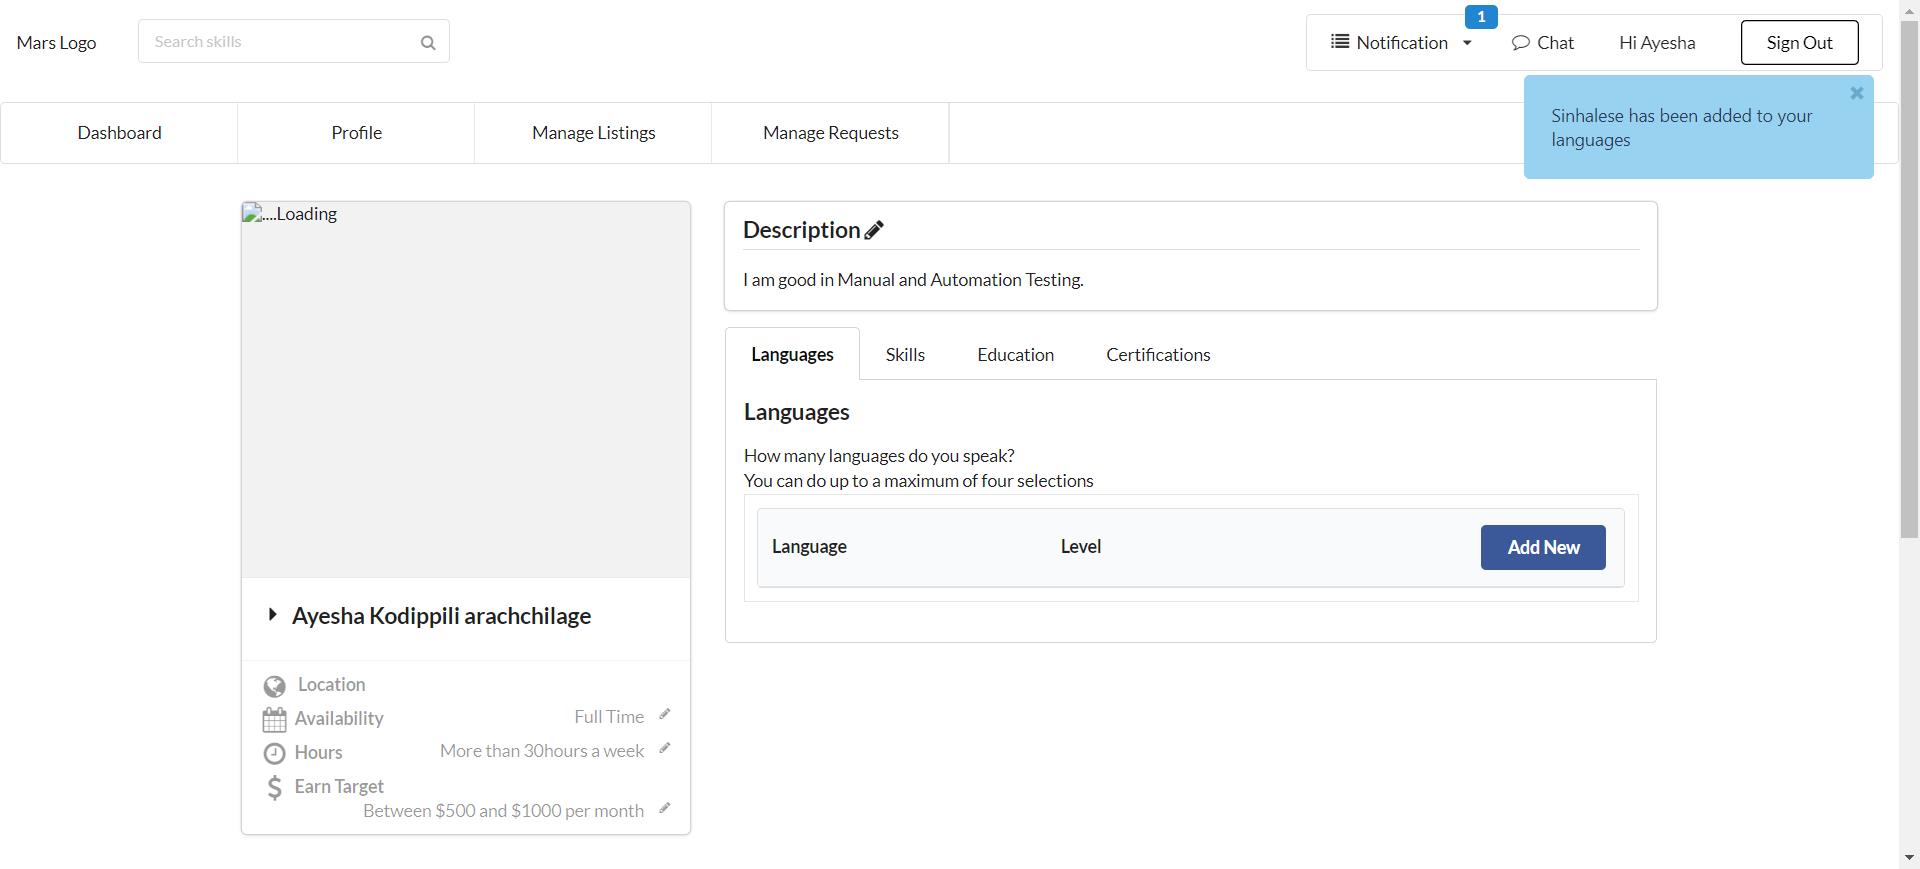 Mars Logo
Search skills
Notification
1
Chat
Hi Ayesha
Sign Out
Sinhalese has been added to your
languages
Dashboard
Profile
Manage Listings
Manage Requests
....Loading
Ayesha Kodippili arachchilage
Location
Availability
Full Time
Hours
More than 30hours a week
Earn Target
Between $500 and $1000 per month
Description
I am good in Manual and Automation Testing.
Languages
Skills
Education
Certifications
Languages
How many languages do you speak?
You can do up to a maximum of four selections
Language
Level
Add New